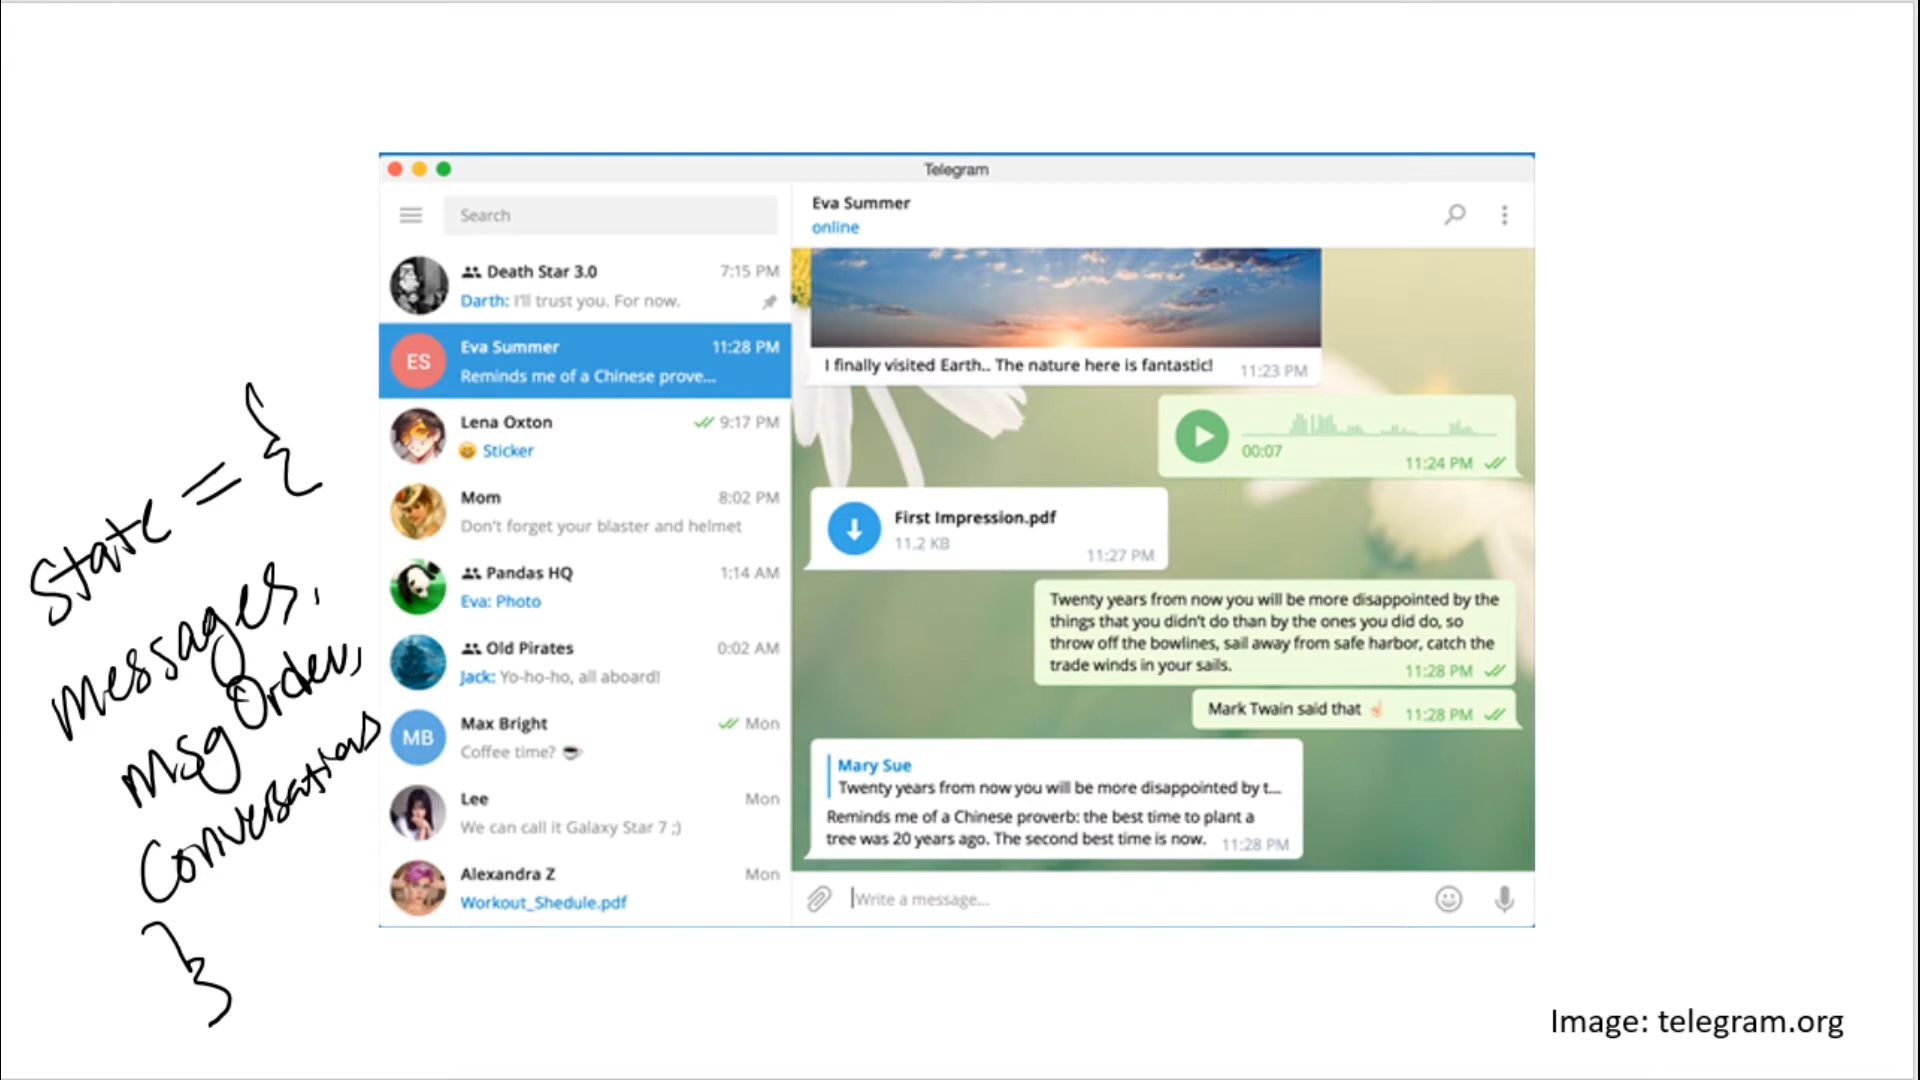 Telegram
Search
Death Star 3.0 7:15 PM
Darth: I'll trust you. For now.
ES
Eva Summer 11:28 PM
Reminds me of a Chinese prove...
Lena Oxton 9:17 PM
Sticker
Mom 8:02 PM
Don't forget your blaster and helmet
Pandas HQ 1:14 AM
Eva: Photo
Old Pirates 0:02 AM
Jack: Yo-ho-ho, all aboard!
MB
Max Bright Mon
Coffee time?
Lee Mon
We can call it Galaxy Star 7 ;)
Alexandra Z Mon
Workout_Shedule.pdf
Eva Summer
online
I finally visited Earth.. The nature here is fantastic! 11:23 PM
00:07
11:24 PM
First Impression.pdf
11.2 KB
11:27 PM
Twenty years from now you will be more disappointed by the
things that you didn't do than by the ones you did do, so
throw off the bowlines, sail away from safe harbor, catch the
trade winds in your sails. 11:28 PM
Mark Twain said that 11:28 PM
Mary Sue
Twenty years from now you will be more disappointed by t...
Reminds me of a Chinese proverb: the best time to plant a
tree was 20 years ago. The second best time is now. 11:28 PM
Write a message...
State = {
messages,
msgOrder,
Conversations
}
Image: telegram.org